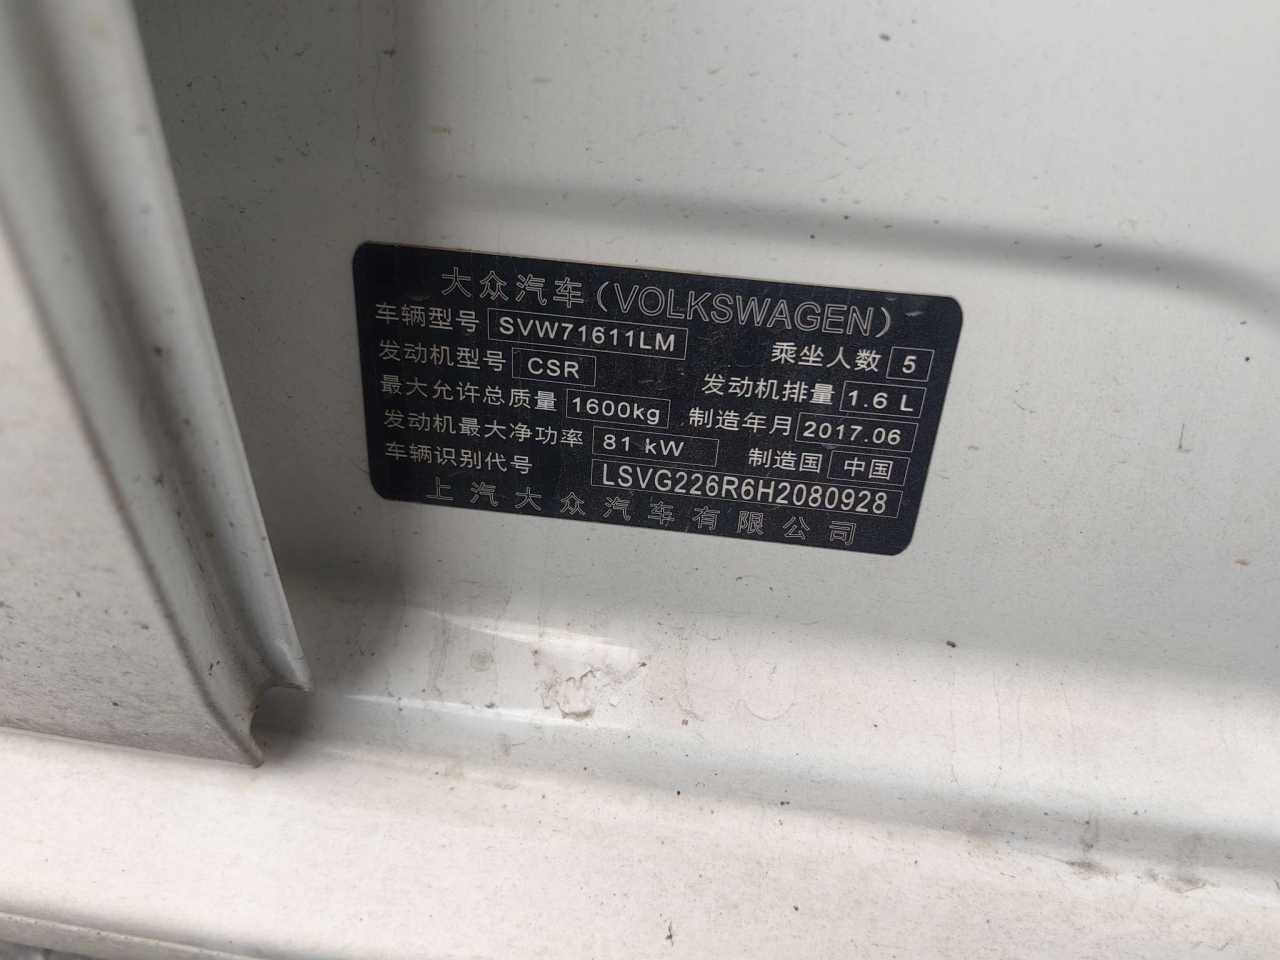 大众汽车(VOLKSWAGEN)
车辆型号 SVW71611LM 乘坐人数 5
发动机型号 CSR 发动机排量 1.6 L
最大允许总质量 1600kg 制造年月 2017.06
发动机最大净功率 81 kW 制造国 中国
车辆识别代号 LSVG226R6H2080928
上汽大众汽车有限公司